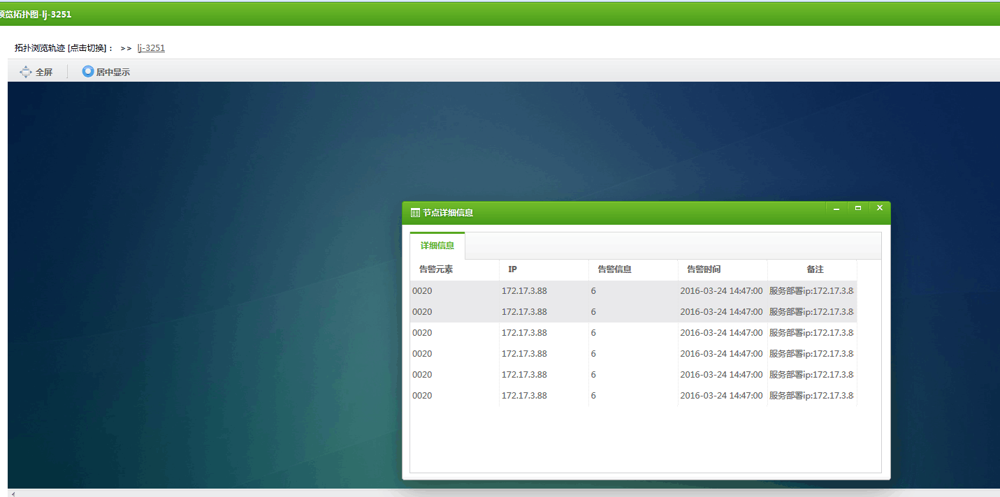 预览拓扑图-lj-3251
拓扑浏览轨迹 [点击切换]： >> lj-3251
全屏 居中显示
节点详细信息
详细信息
告警元素 IP 告警信息 告警时间 备注
0020 172.17.3.88 6 2016-03-24 14:47:00 服务部署ip:172.17.3.8
0020 172.17.3.88 6 2016-03-24 14:47:00 服务部署ip:172.17.3.8
0020 172.17.3.88 6 2016-03-24 14:47:00 服务部署ip:172.17.3.8
0020 172.17.3.88 6 2016-03-24 14:47:00 服务部署ip:172.17.3.8
0020 172.17.3.88 6 2016-03-24 14:47:00 服务部署ip:172.17.3.8
0020 172.17.3.88 6 2016-03-24 14:47:00 服务部署ip:172.17.3.8